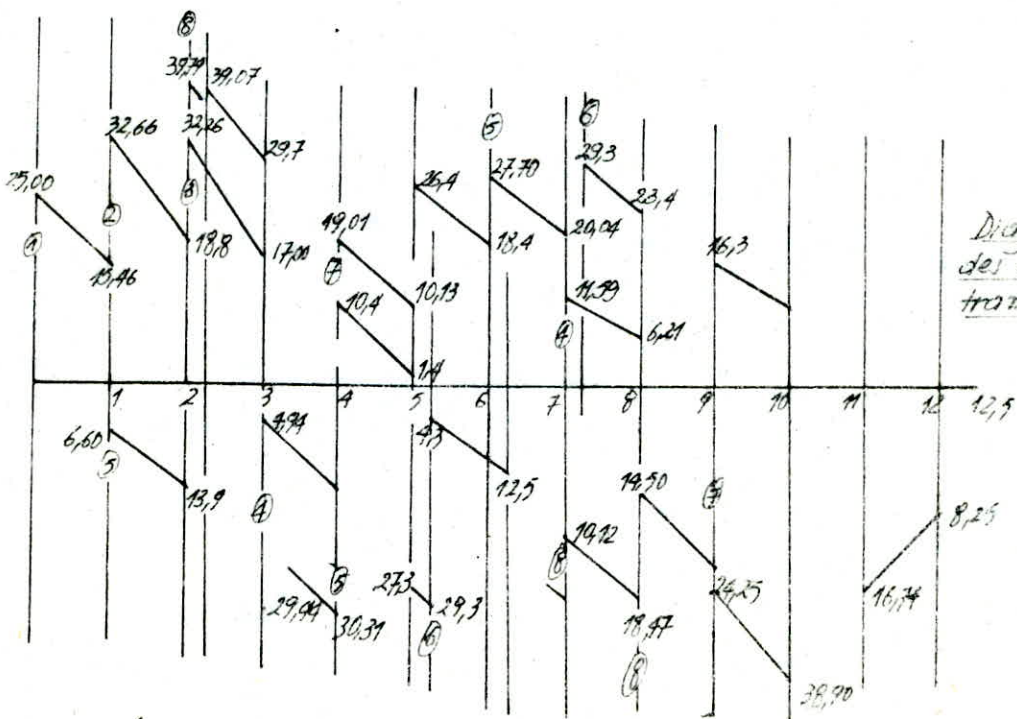 ⑧
39,79 39,07
32,66 32,26 ⑥
③ 29,7 26,4 ⑤ 27,70 29,3
25,00 ② 23,4
① 18,8 17,00 19,01 18,4 20,04 16,3
15,46 ⑦ 10,4 10,13 11,59
des
④ 6,21
1,4
1 2 3 4 5 6 7 8 9 10 11 12 12,5
6,60 4,94 4,3
③ 13,9 ④ 12,5 14,50 ⑦
8,25
⑤ 27,3 10,12
29,94 30,31 29,3 ⑧ 24,25 16,74
⑥ 18,47
⑧ 38,90